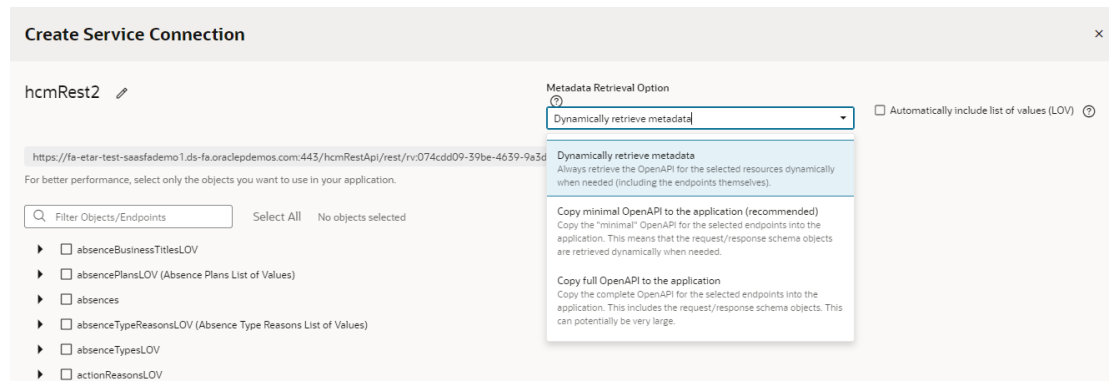 Create Service Connection
hcmRest2
Metadata Retrieval Option
Dynamically retrieve metadata
Automatically include list of values (LOV)
https://fa-etar-test-saasfademo1.ds-fa.oraclepdemos.com:443/hcmRestApi/rest/rv:074cdd09-39be-4639-9a3d
For better performance, select only the objects you want to use in your application.
Filter Objects/Endpoints
Select All
No objects selected
absenceBusinessTitlesLOV
absencePlansLOV (Absence Plans List of Values)
absences
absenceTypeReasonsLOV (Absence Type Reasons List of Values)
absenceTypesLOV
actionReasonsLOV
Dynamically retrieve metadata
Always retrieve the OpenAPI for the selected resources dynamically
when needed (including the endpoints themselves).
Copy minimal OpenAPI to the application (recommended)
Copy the "minimal" OpenAPI for the selected endpoints into the
application. This means that the request/response schema objects
are retrieved dynamically when needed.
Copy full OpenAPI to the application
Copy the complete OpenAPI for the selected endpoints into the
application. This includes the request/response schema objects. This
can potentially be very large.